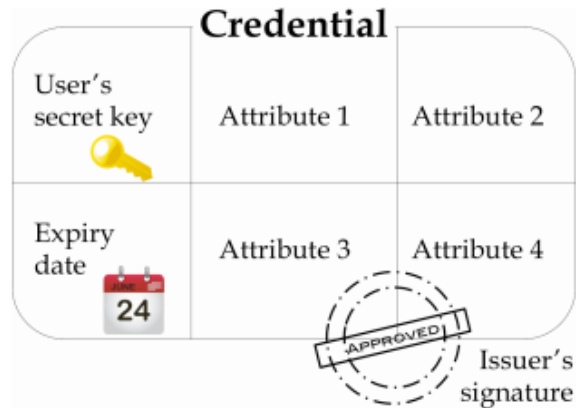 Credential
User's
secret key
Attribute 1
Attribute 2
Expiry
date
Attribute 3
Attribute 4
JUNE
24
APPROVED
Issuer's
signature